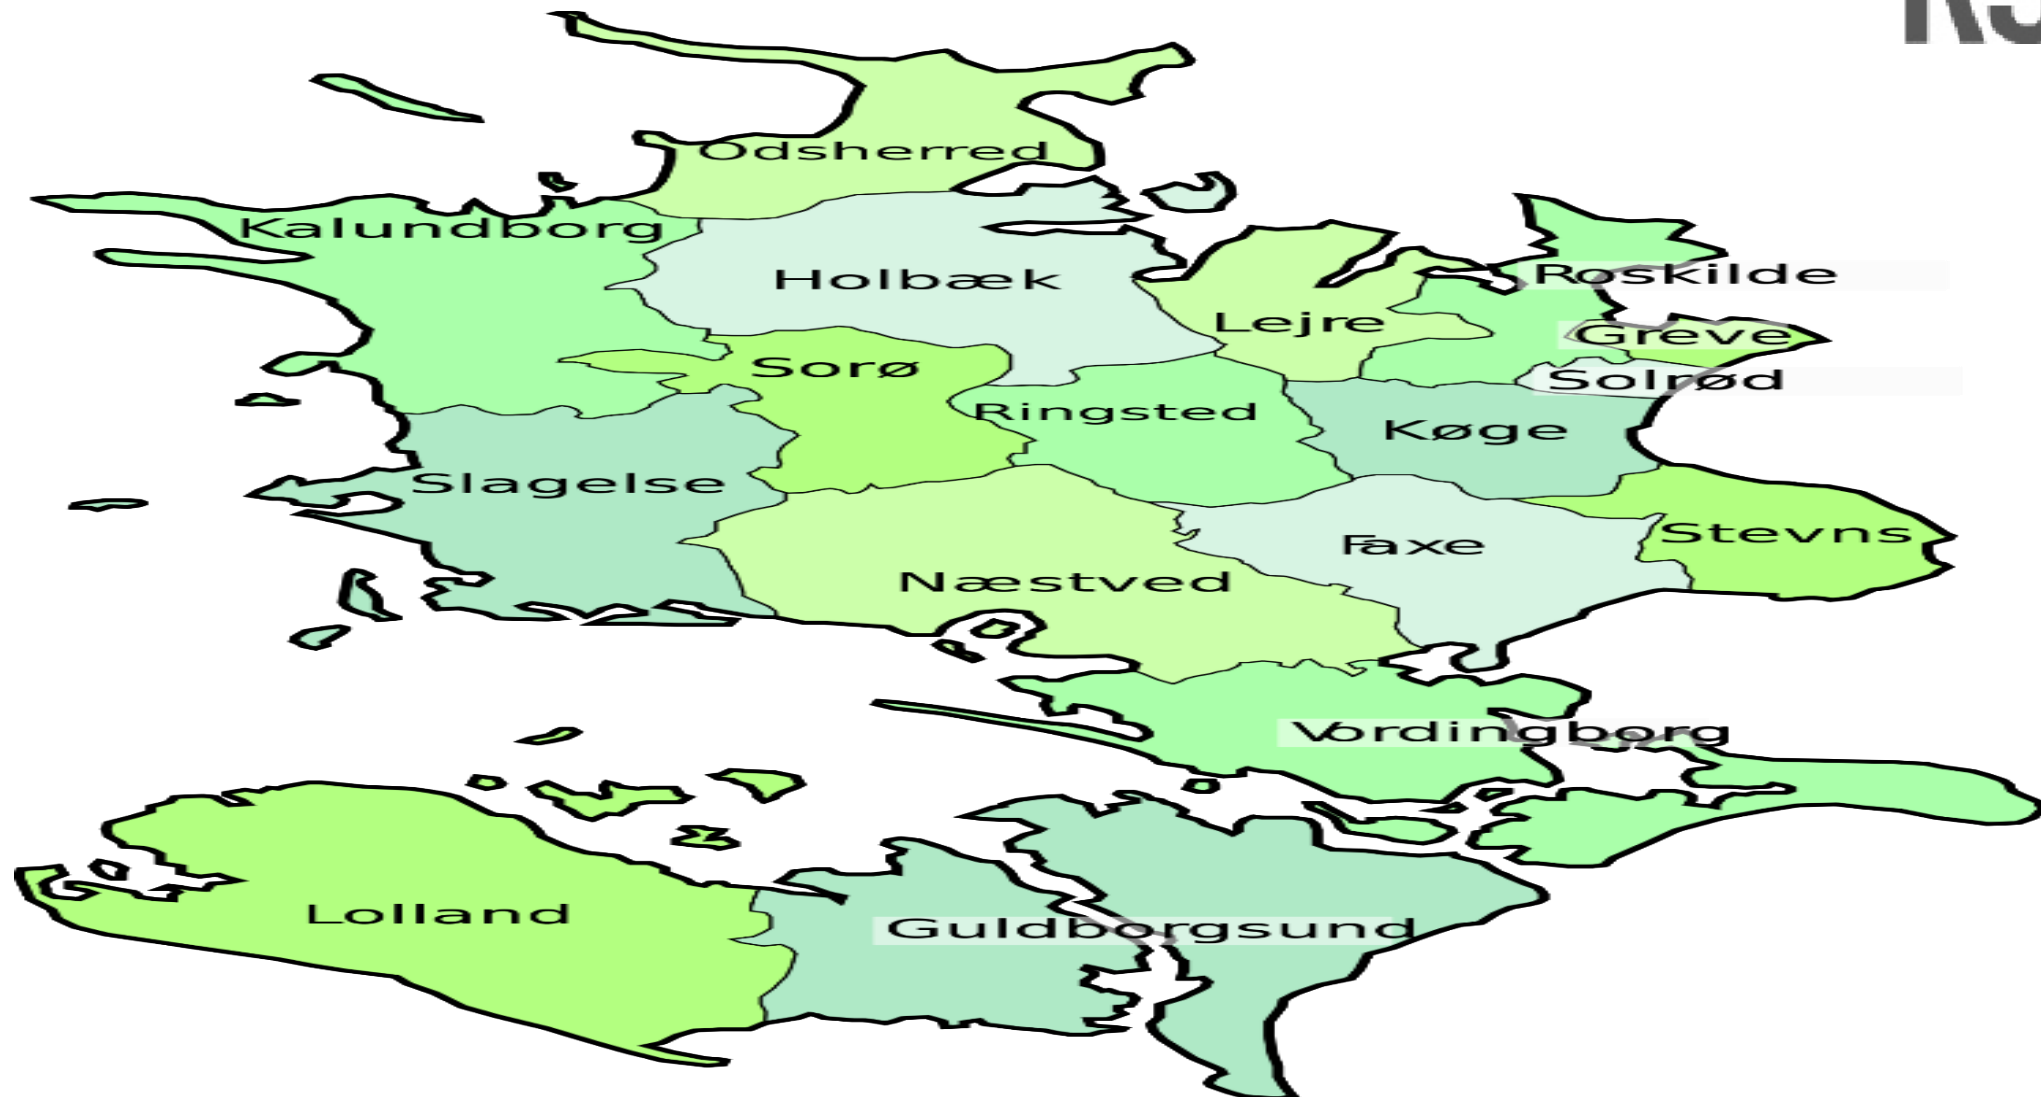 Odsherred
Kalundborg
Holbæk
Roskilde
Lejre
Greve
Sorø
Solrød
Ringsted
Køge
Slagelse
Stevns
Faxe
Næstved
Vordingborg
Lolland
Guldborgsund